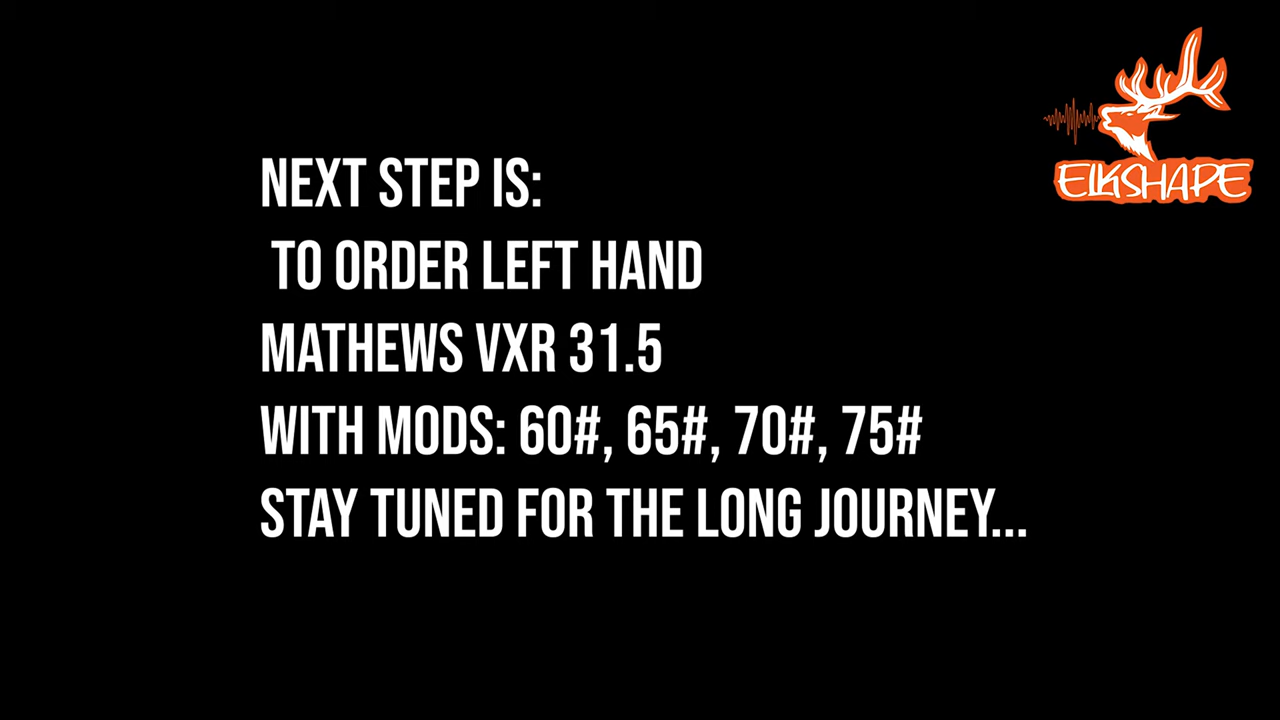 NEXT STEP IS:
TO ORDER LEFT HAND
MATHEWS VXR 31.5
WITH MODS: 60#, 65#, 70#, 75#
STAY TUNED FOR THE LONG JOURNEY...
ELKSHAPE